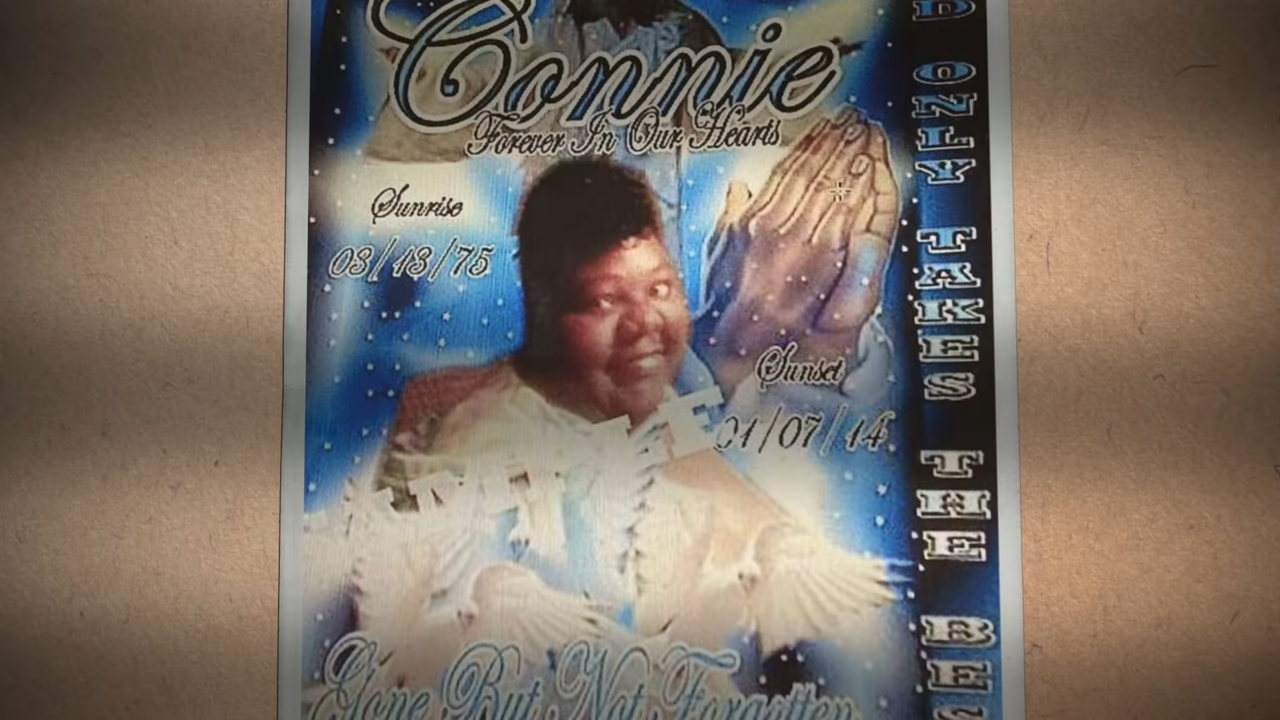 Connie
Forever In Our Hearts
Sunrise
03/13/75
Sunset
01/07/14
Gone But Not Forgotten
ONLY TAKES THE